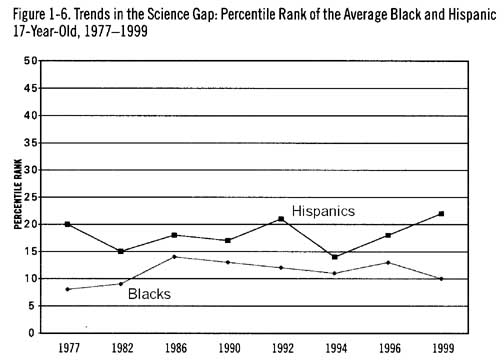 Figure 1-6. Trends in the Science Gap: Percentile Rank of the Average Black and Hispanic
17-Year-Old, 1977–1999
50
45
40
35
30
25
20
15
10
5
0
PERCENTILE RANK
Hispanics
Blacks
1977 1982 1986 1990 1992 1994 1996 1999